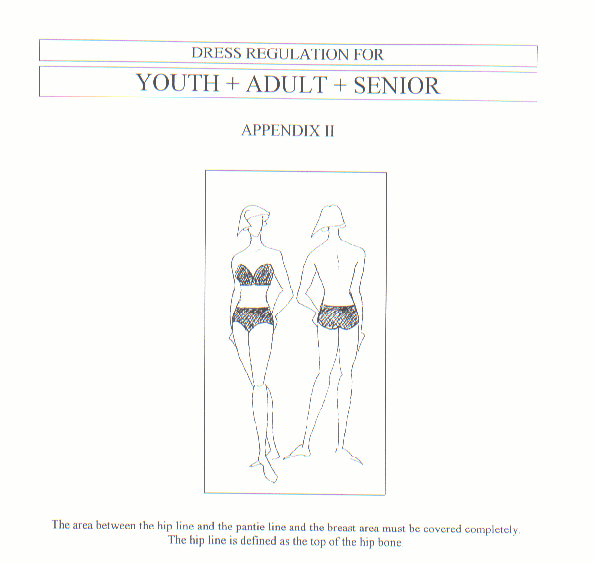 DRESS REGULATION FOR
YOUTH + ADULT + SENIOR
APPENDIX II
The area between the hip line and the pantie line and the breast area must be covered completely.
The hip line is defined as the top of the hip bone.